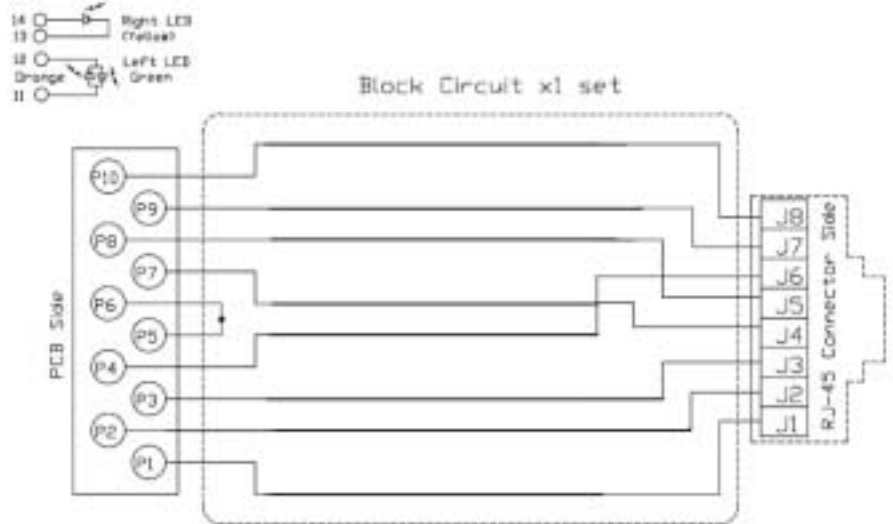 14 Right LED
13 (Yellow)
12 Left LED
Orange Green
11
Block Circuit x1 set
PCB Side
P10
P9
P8
P7
P6
P5
P4
P3
P2
P1
J8
J7
J6
J5
J4
J3
J2
J1
RJ-45 Connector Side